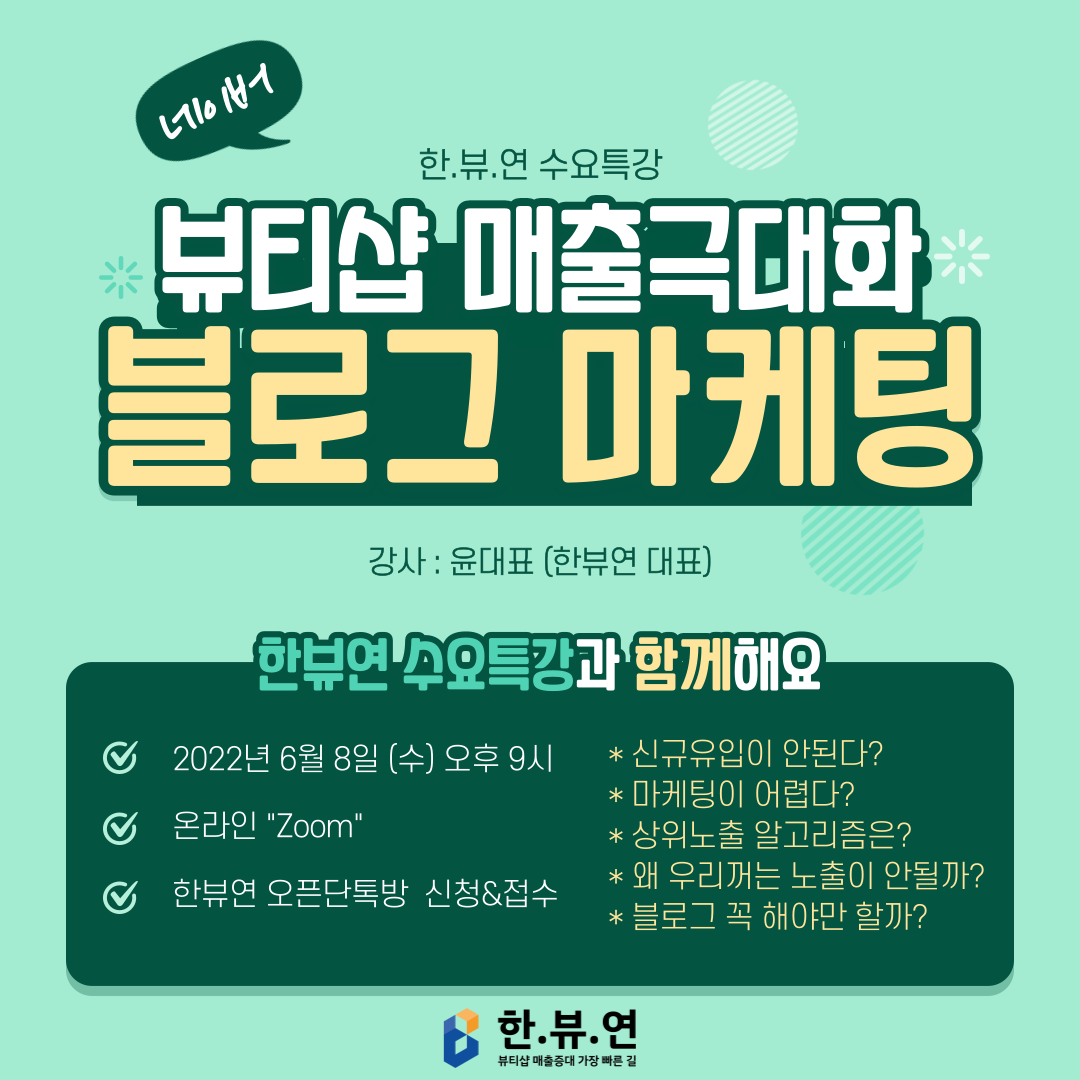 네이버
한.뷰.연 수요특강
뷰티샵 매출극대화
블로그 마케팅
강사 : 윤대표 (한뷰연 대표)
한뷰연 수요특강과 함께해요
2022년 6월 8일 (수) 오후 9시
온라인 "Zoom"
한뷰연 오픈단톡방 신청&접수
* 신규유입이 안된다?
* 마케팅이 어렵다?
* 상위노출 알고리즘은?
* 왜 우리꺼는 노출이 안될까?
* 블로그 꼭 해야만 할까?
한.뷰.연
뷰티샵 매출증대 가장 빠른 길